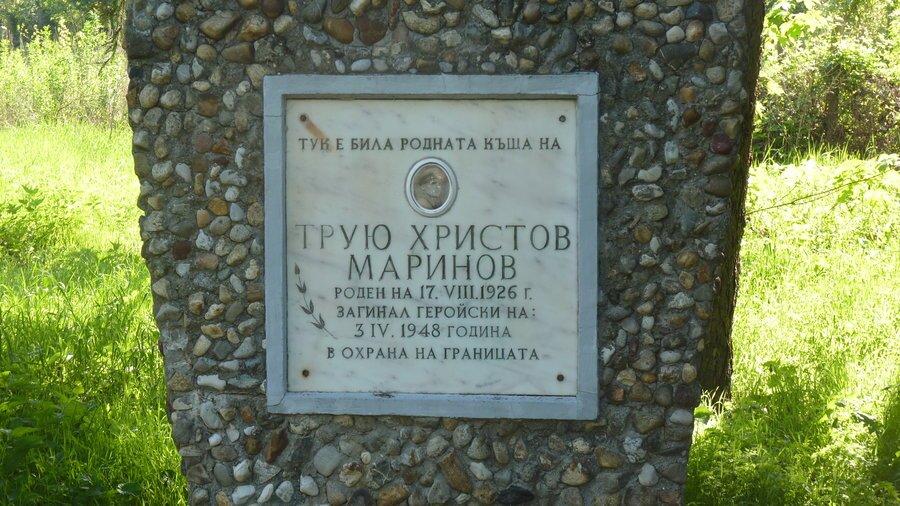 ТУК Е БИЛА РОДНАТА КЪЩА НА
ТРУЮ ХРИСТОВ
МАРИНОВ
РОДЕН НА 17. VIII. 1926 Г.
ЗАГИНАЛ ГЕРОЙСКИ НА:
3 IV. 1948 ГОДИНА
В ОХРАНА НА ГРАНИЦАТА